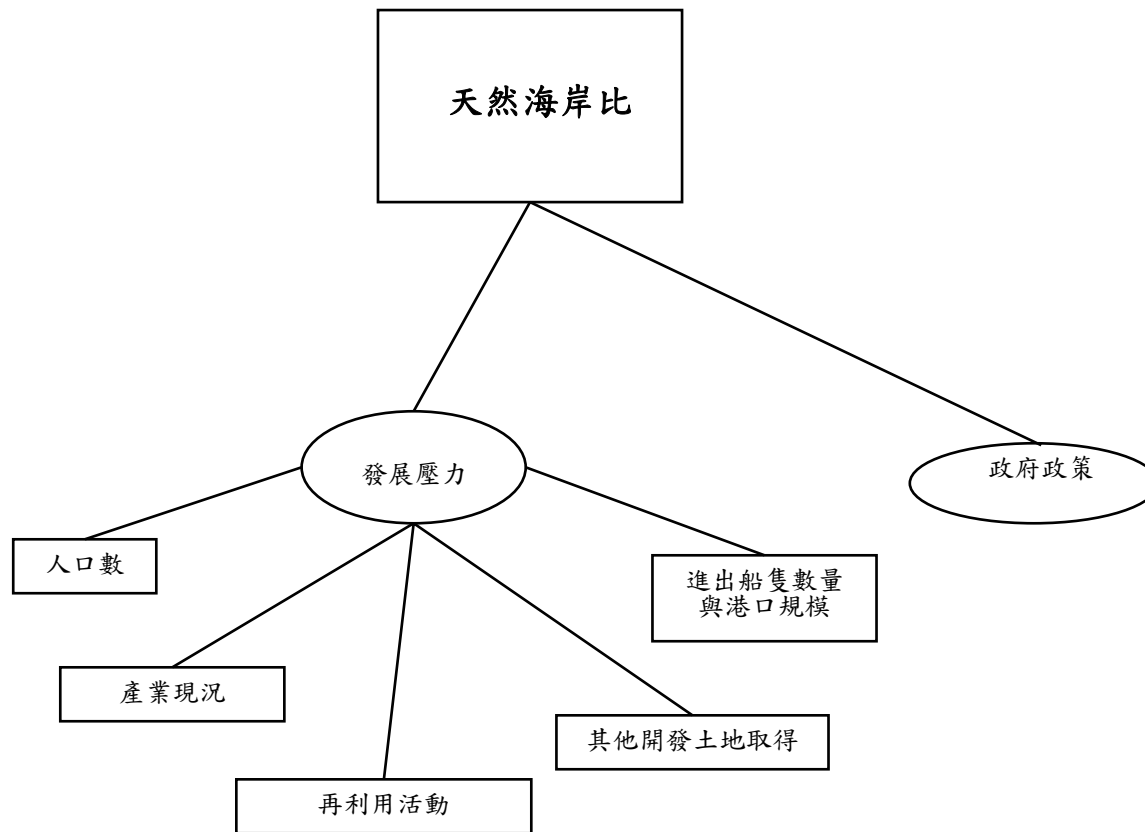 天然海岸比
發展壓力
政府政策
人口數
進出船隻數量
與港口規模
產業現況
其他開發土地取得
再利用活動